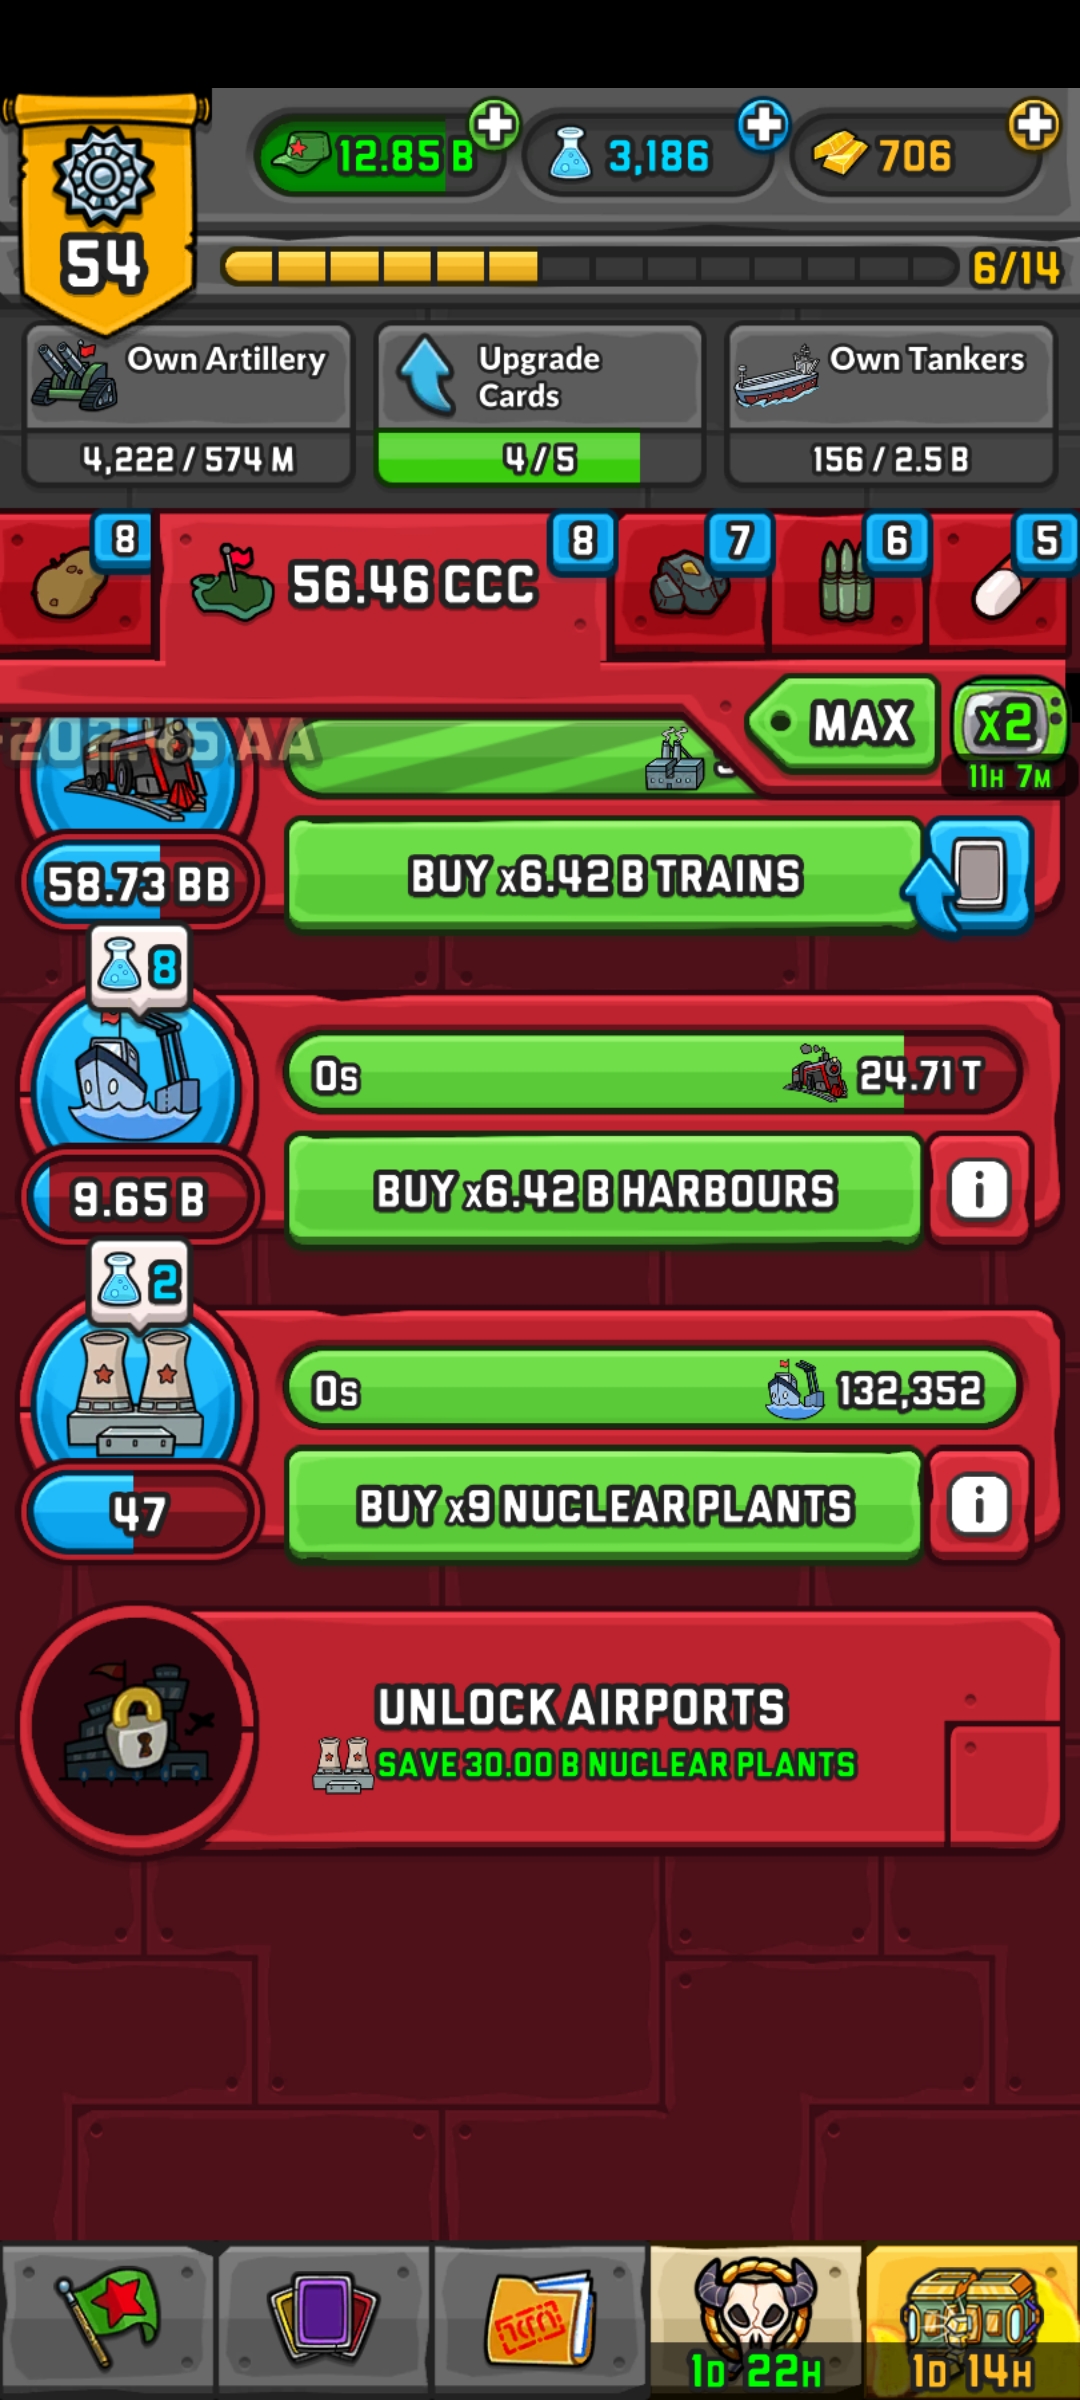 12.85 B
3,186
706
54
6/14
Own Artillery
4,222 / 574 M
Upgrade
Cards
4 / 5
Own Tankers
156 / 2.5 B
8
56.46 CCC
8
7
6
5
MAX
x2
11H 7M
58.73 BB
BUY x6.42 B TRAINS
8
0s
24.71 T
9.65 B
BUY x6.42 B HARBOURS
i
2
0s
132,352
47
BUY x9 NUCLEAR PLANTS
i
UNLOCK AIRPORTS
SAVE 30.00 B NUCLEAR PLANTS
1D 22H
1D 14H